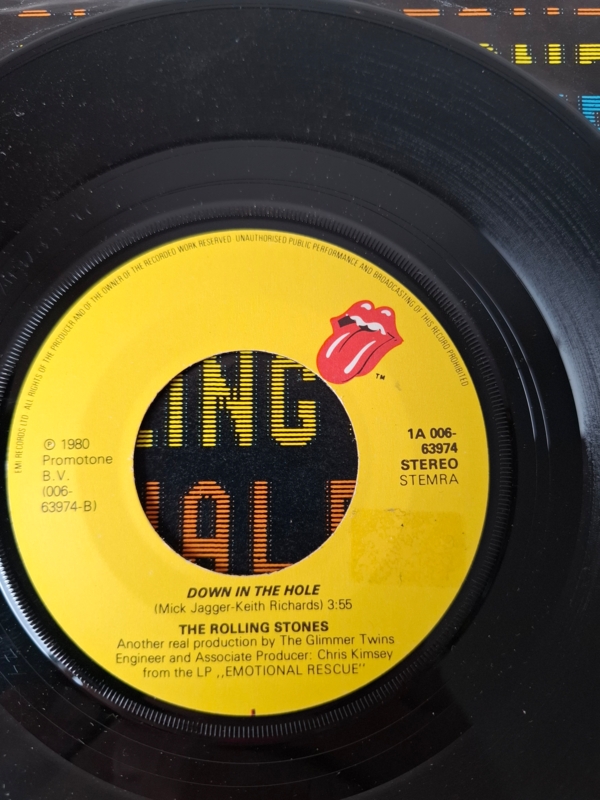 EMI RECORDS LTD. ALL RIGHTS OF THE PRODUCER AND OF THE OWNER OF THE RECORDED WORK RESERVED UNAUTHORISED PUBLIC PERFORMANCE AND BROADCASTING OF THIS RECORD PROHIBITED
TM
ING
℗ 1980
Promotone
B.V.
(006-
63974-B)
1A 006-
63974
STEREO
STEMRA
DOWN IN THE HOLE
(Mick Jagger-Keith Richards) 3:55
THE ROLLING STONES
Another real production by The Glimmer Twins
Engineer and Associate Producer: Chris Kimsey
from the LP ,,EMOTIONAL RESCUE"